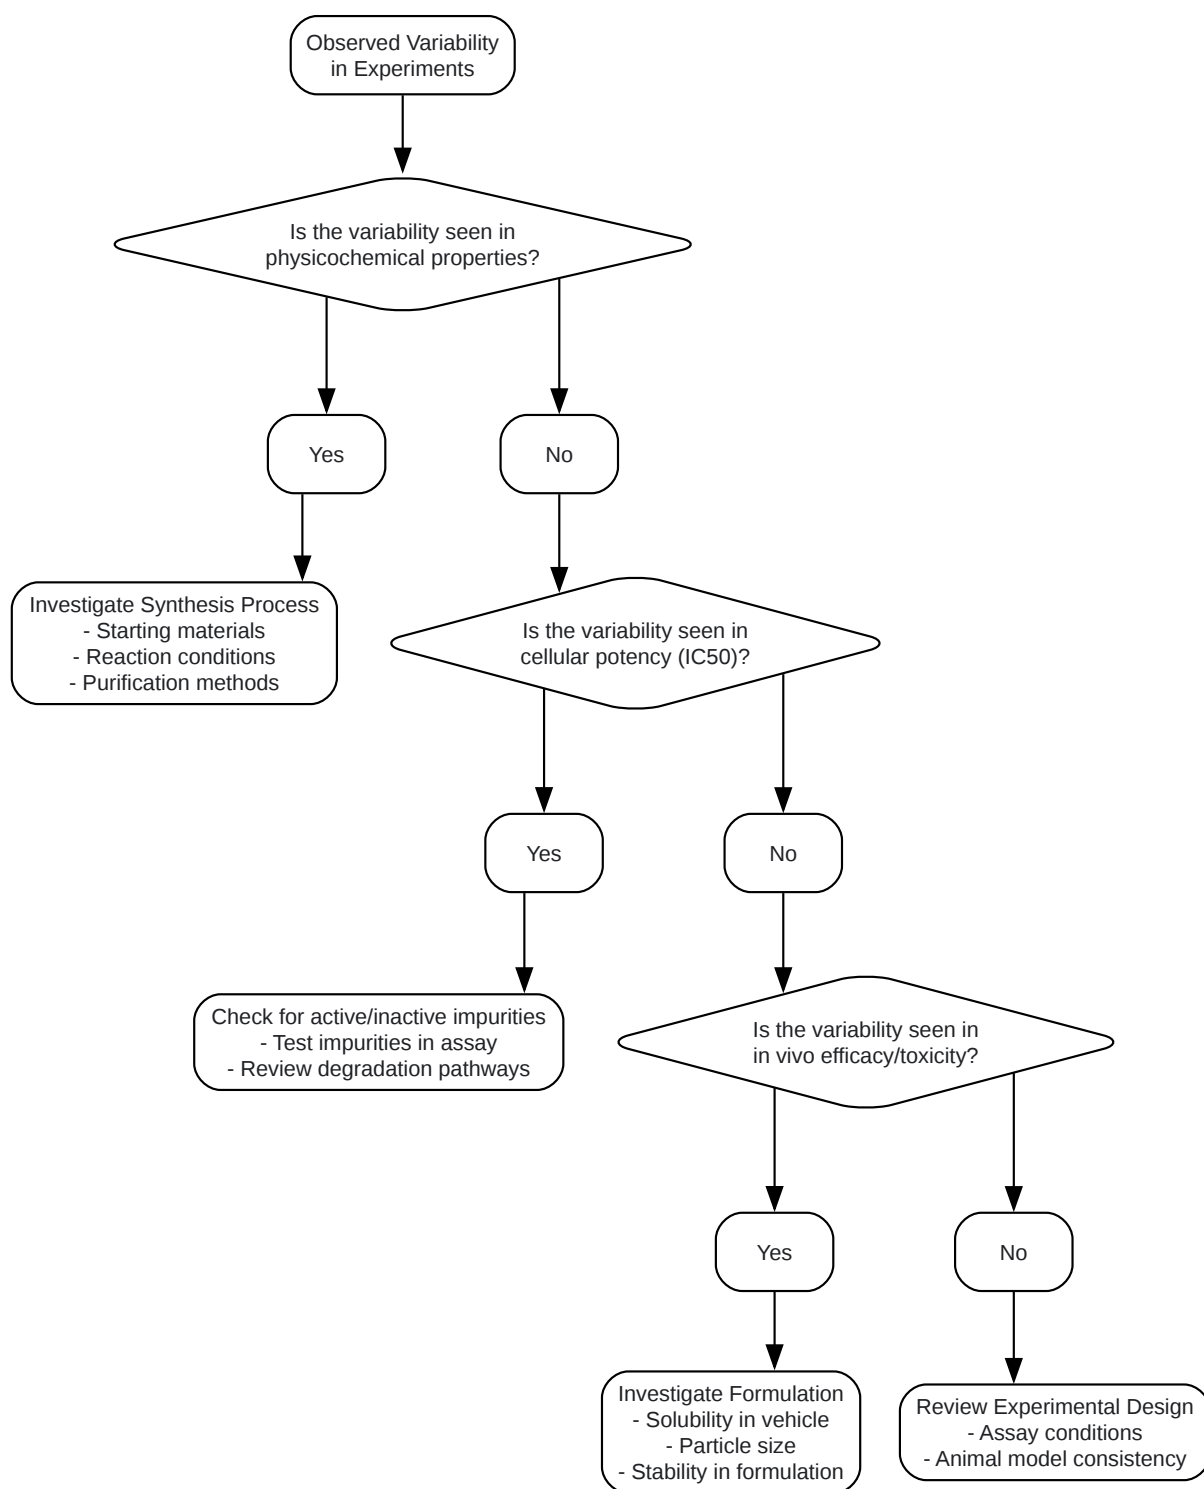 Observed Variability
in Experiments
Is the variability seen in
physicochemical properties?
Yes
No
Investigate Synthesis Process
- Starting materials
- Reaction conditions
- Purification methods
Is the variability seen in
cellular potency (IC50)?
Yes
No
Check for active/inactive impurities
- Test impurities in assay
- Review degradation pathways
Is the variability seen in
in vivo efficacy/toxicity?
Yes
No
Investigate Formulation
- Solubility in vehicle
- Particle size
- Stability in formulation
Review Experimental Design
- Assay conditions
- Animal model consistency